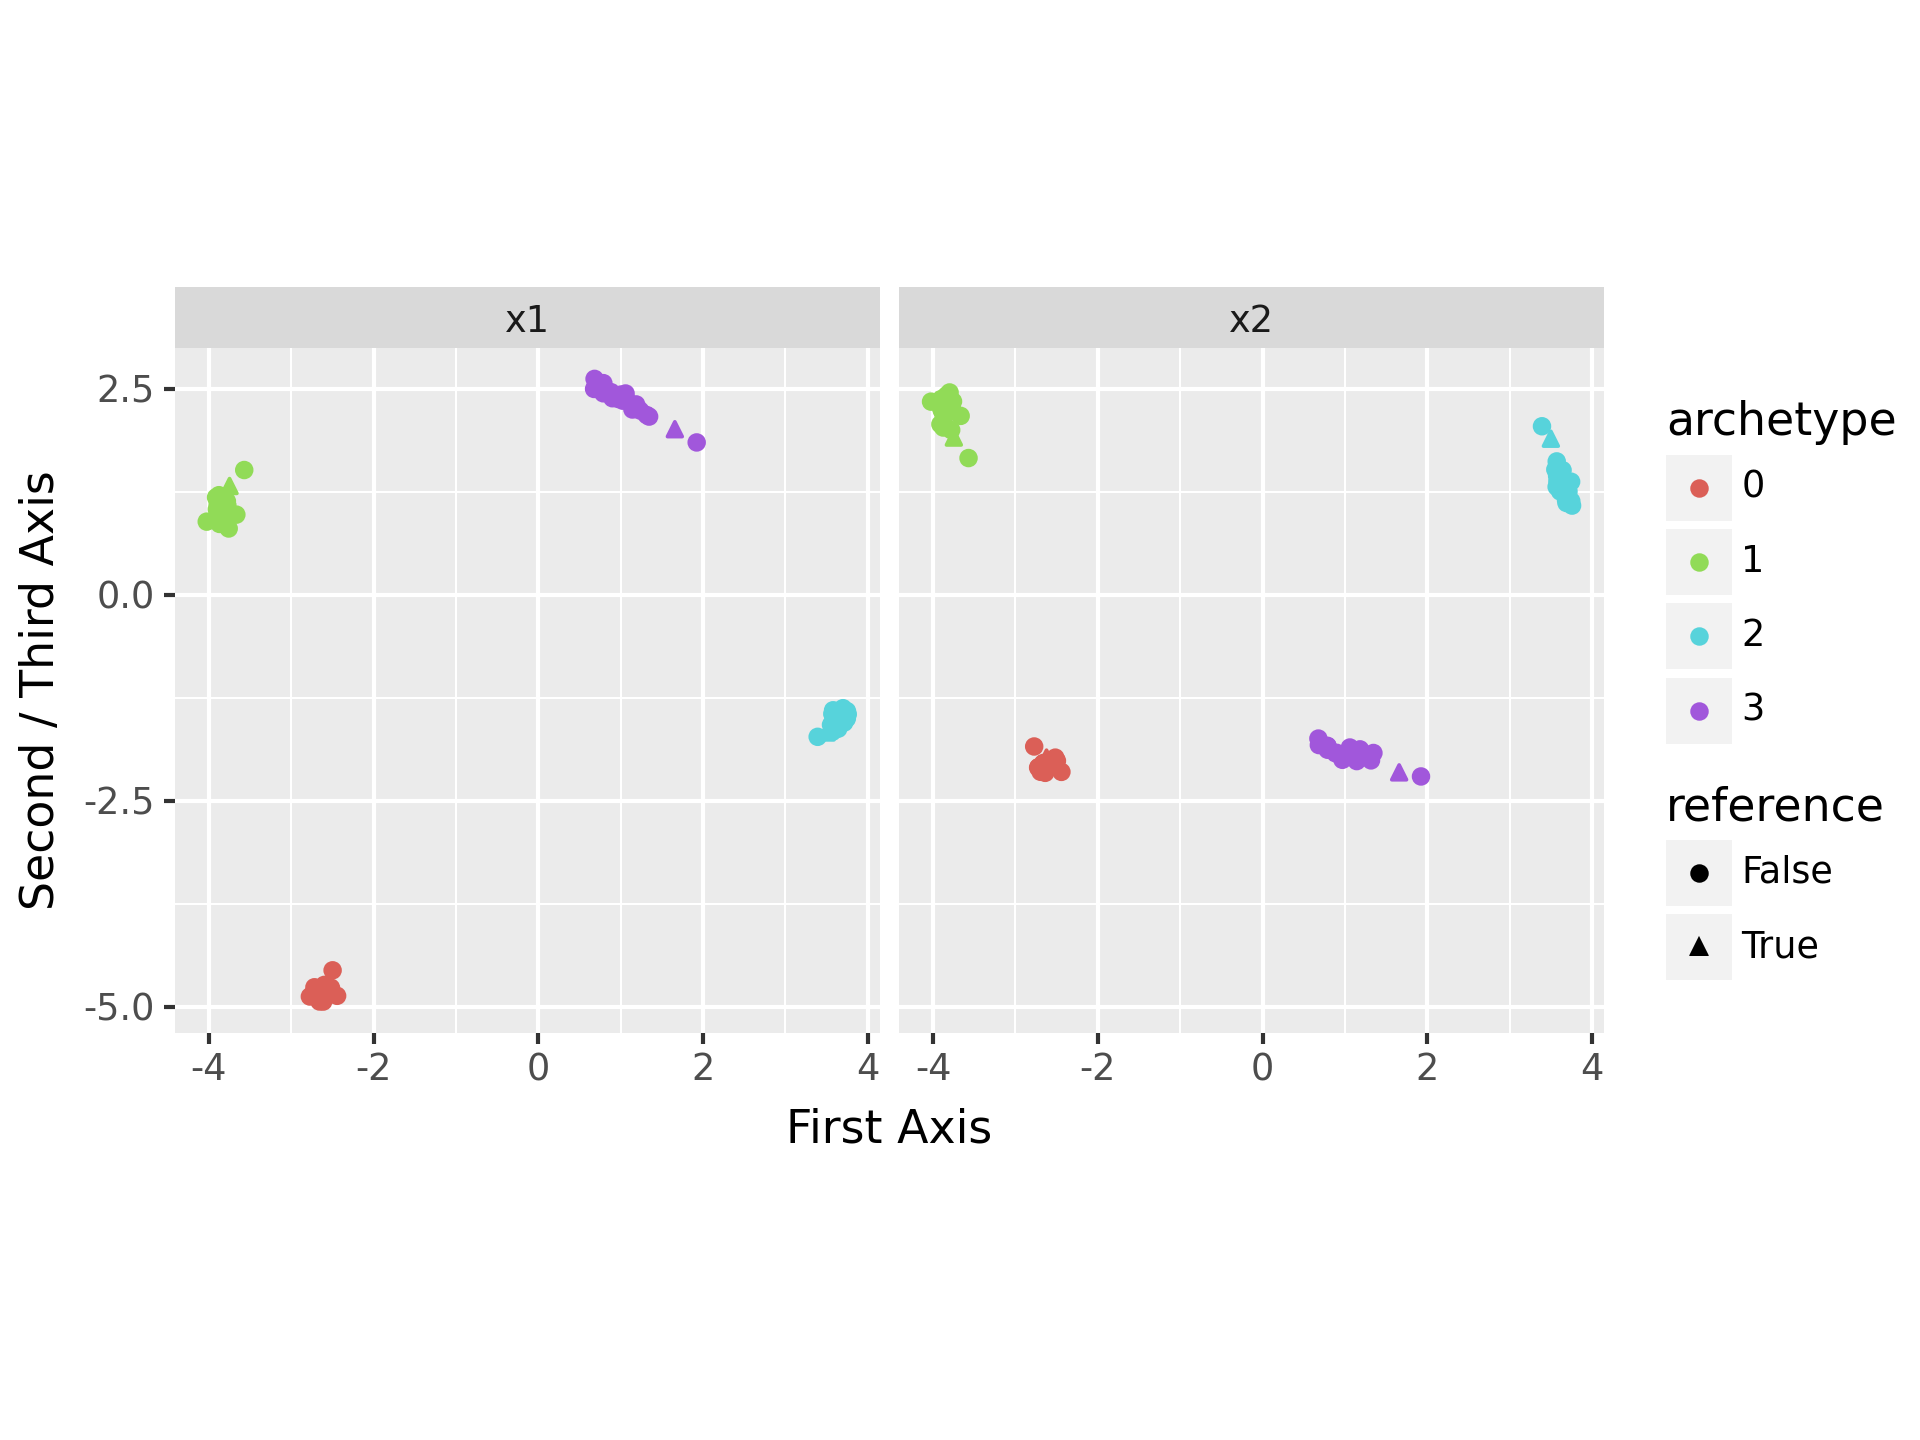 x1
x2
2.5
0.0
-2.5
-5.0
-4
-2
0
2
4
-4
-2
0
2
4
First Axis
Second / Third Axis
archetype
0
1
2
3
reference
False
True